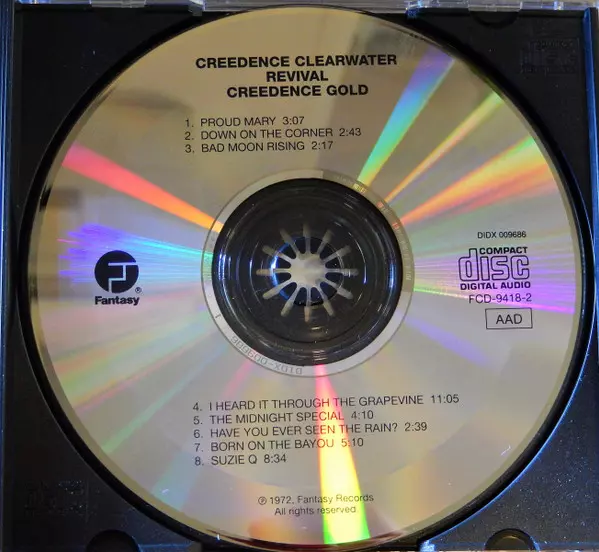 CREEDENCE CLEARWATER
REVIVAL
CREEDENCE GOLD
1. PROUD MARY 3:07
2. DOWN ON THE CORNER 2:43
3. BAD MOON RISING 2:17
DIDX 009686
COMPACT
disc
DIGITAL AUDIO
FCD-9418-2
AAD
Fantasy ®
DIDX-009686 1
4. I HEARD IT THROUGH THE GRAPEVINE 11:05
5. THE MIDNIGHT SPECIAL 4:10
6. HAVE YOU EVER SEEN THE RAIN? 2:39
7. BORN ON THE BAYOU 5:10
8. SUZIE Q 8:34
℗ 1972, Fantasy Records
All rights reserved